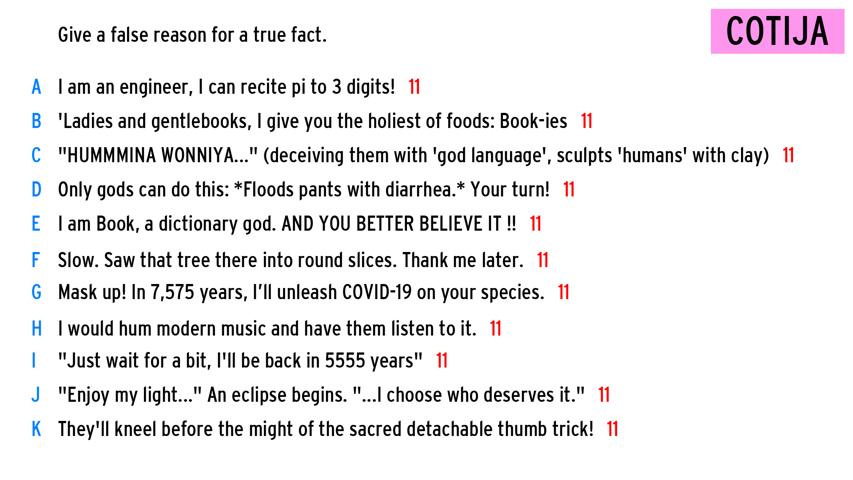 Give a false reason for a true fact.
COTIJA
A I am an engineer, I can recite pi to 3 digits! 11
B 'Ladies and gentlebooks, I give you the holiest of foods: Book-ies 11
C "HUMMMINA WONNIYA..." (deceiving them with 'god language', sculpts 'humans' with clay) 11
D Only gods can do this: *Floods pants with diarrhea.* Your turn! 11
E I am Book, a dictionary god. AND YOU BETTER BELIEVE IT !! 11
F Slow. Saw that tree there into round slices. Thank me later. 11
G Mask up! In 7,575 years, I'll unleash COVID-19 on your species. 11
H I would hum modern music and have them listen to it. 11
I "Just wait for a bit, I'll be back in 5555 years" 11
J "Enjoy my light..." An eclipse begins. "...I choose who deserves it." 11
K They'll kneel before the might of the sacred detachable thumb trick! 11